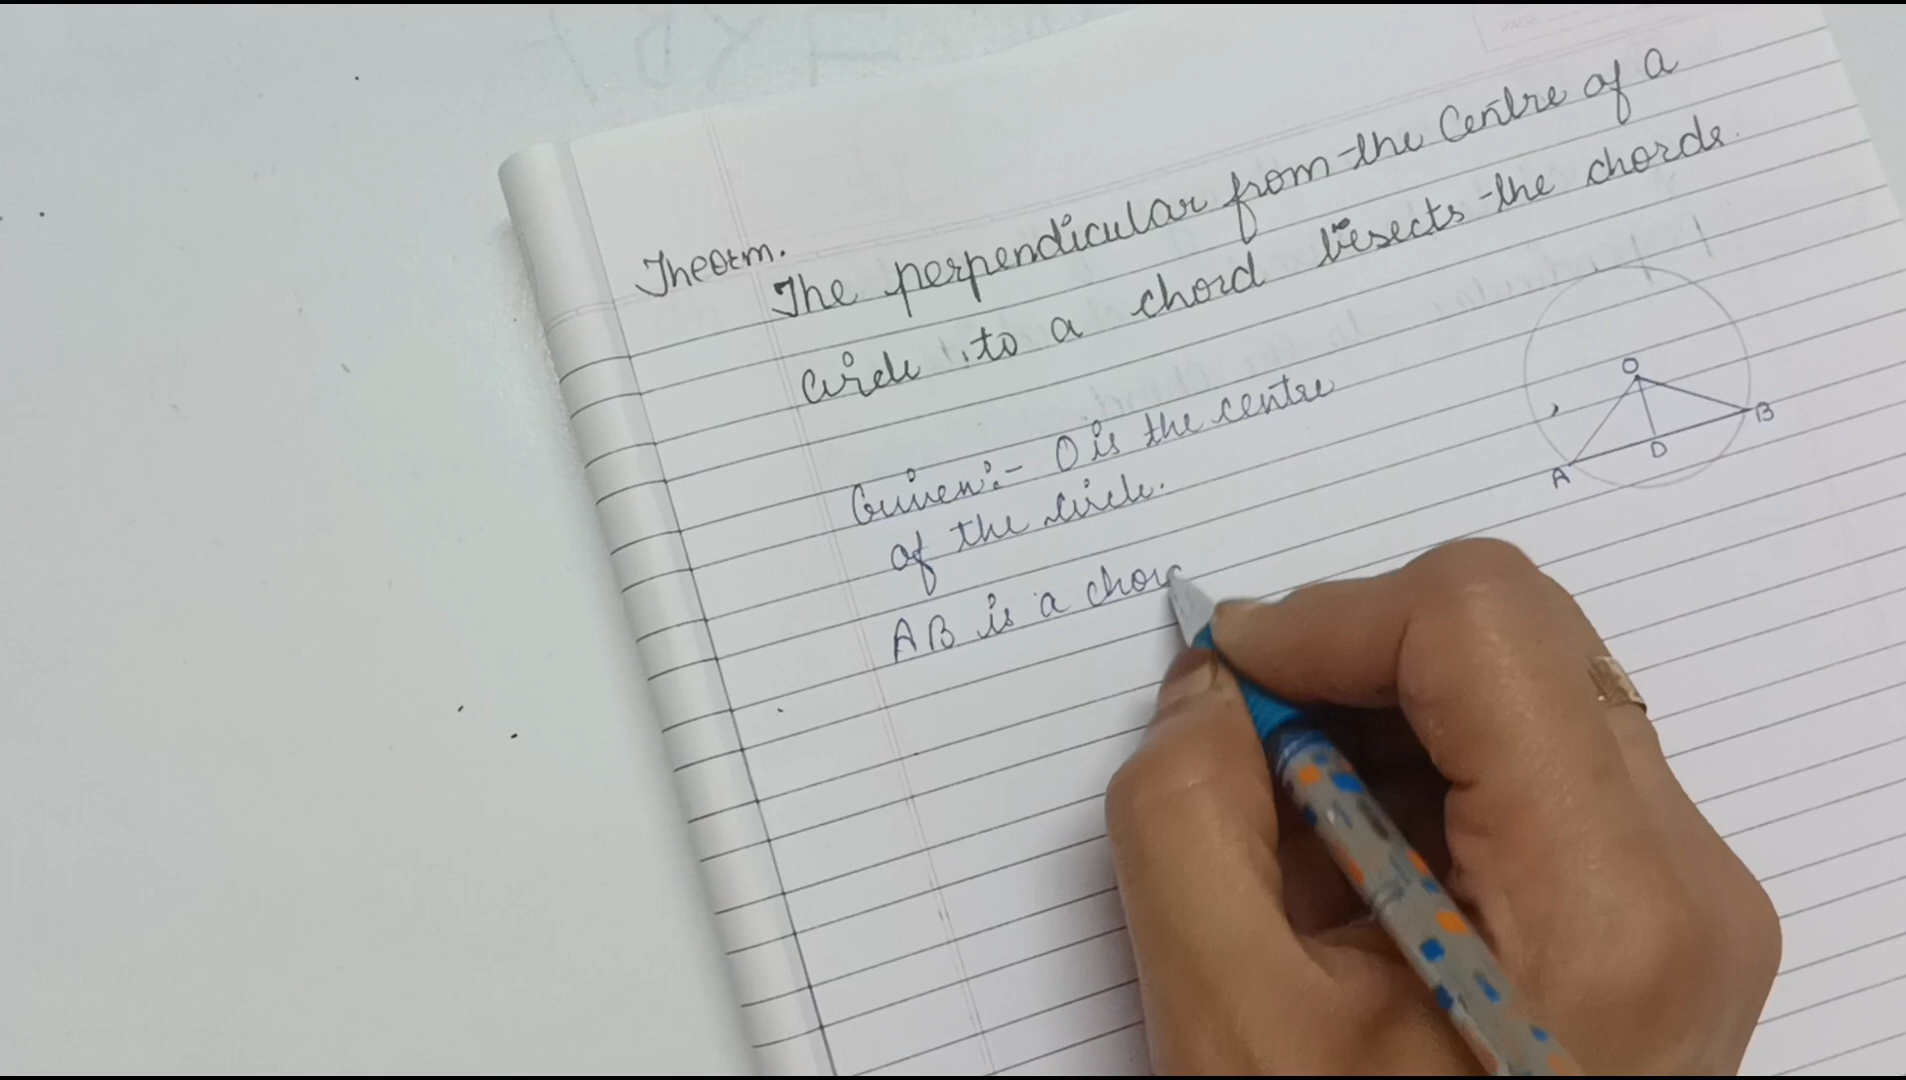 Theorm.
The perpendicular from the Centre of a
Circle to a chord bisects the chords.
Given:- O is the centre
of the circle.
AB is a chord
O
A
D
B